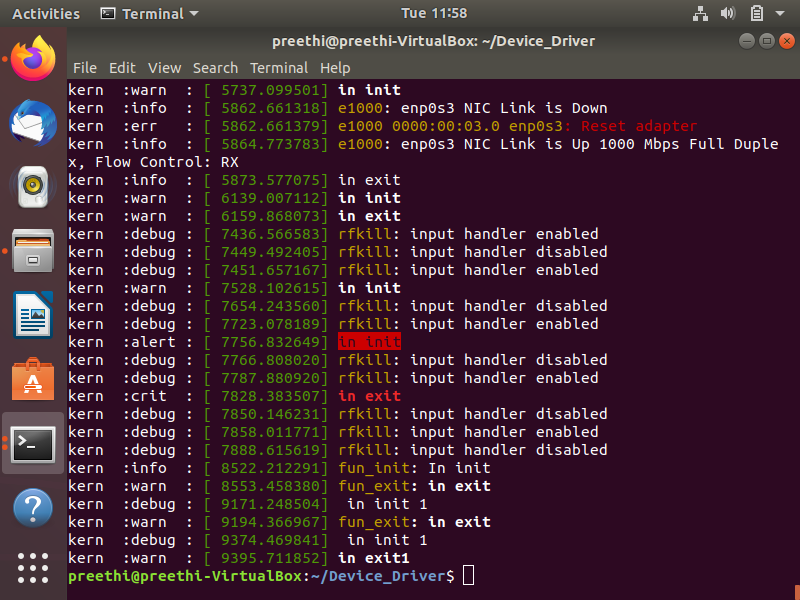 Activities Terminal Tue 11:58
preethi@preethi-VirtualBox: ~/Device_Driver
File Edit View Search Terminal Help
kern  :warn  : [ 5737.099501] in init
kern  :info  : [ 5862.661318] e1000: enp0s3 NIC Link is Down
kern  :err   : [ 5862.661379] e1000 0000:00:03.0 enp0s3: Reset adapter
kern  :info  : [ 5864.773783] e1000: enp0s3 NIC Link is Up 1000 Mbps Full Duple
x, Flow Control: RX
kern  :info  : [ 5873.577075] in exit
kern  :warn  : [ 6139.007112] in init
kern  :warn  : [ 6159.868073] in exit
kern  :debug : [ 7436.566583] rfkill: input handler enabled
kern  :debug : [ 7449.492405] rfkill: input handler disabled
kern  :debug : [ 7451.657167] rfkill: input handler enabled
kern  :warn  : [ 7528.102615] in init
kern  :debug : [ 7654.243560] rfkill: input handler disabled
kern  :debug : [ 7723.078189] rfkill: input handler enabled
kern  :alert : [ 7756.832649] in init
kern  :debug : [ 7766.808020] rfkill: input handler disabled
kern  :debug : [ 7787.880920] rfkill: input handler enabled
kern  :crit  : [ 7828.383507] in exit
kern  :debug : [ 7850.146231] rfkill: input handler disabled
kern  :debug : [ 7858.011771] rfkill: input handler enabled
kern  :debug : [ 7888.615619] rfkill: input handler disabled
kern  :info  : [ 8522.212291] fun_init: In init
kern  :warn  : [ 8553.458380] fun_exit: in exit
kern  :debug : [ 9171.248504]  in init 1
kern  :warn  : [ 9194.366967] fun_exit: in exit
kern  :debug : [ 9374.469841]  in init 1
kern  :warn  : [ 9395.711852] in exit1
preethi@preethi-VirtualBox:~/Device_Driver$